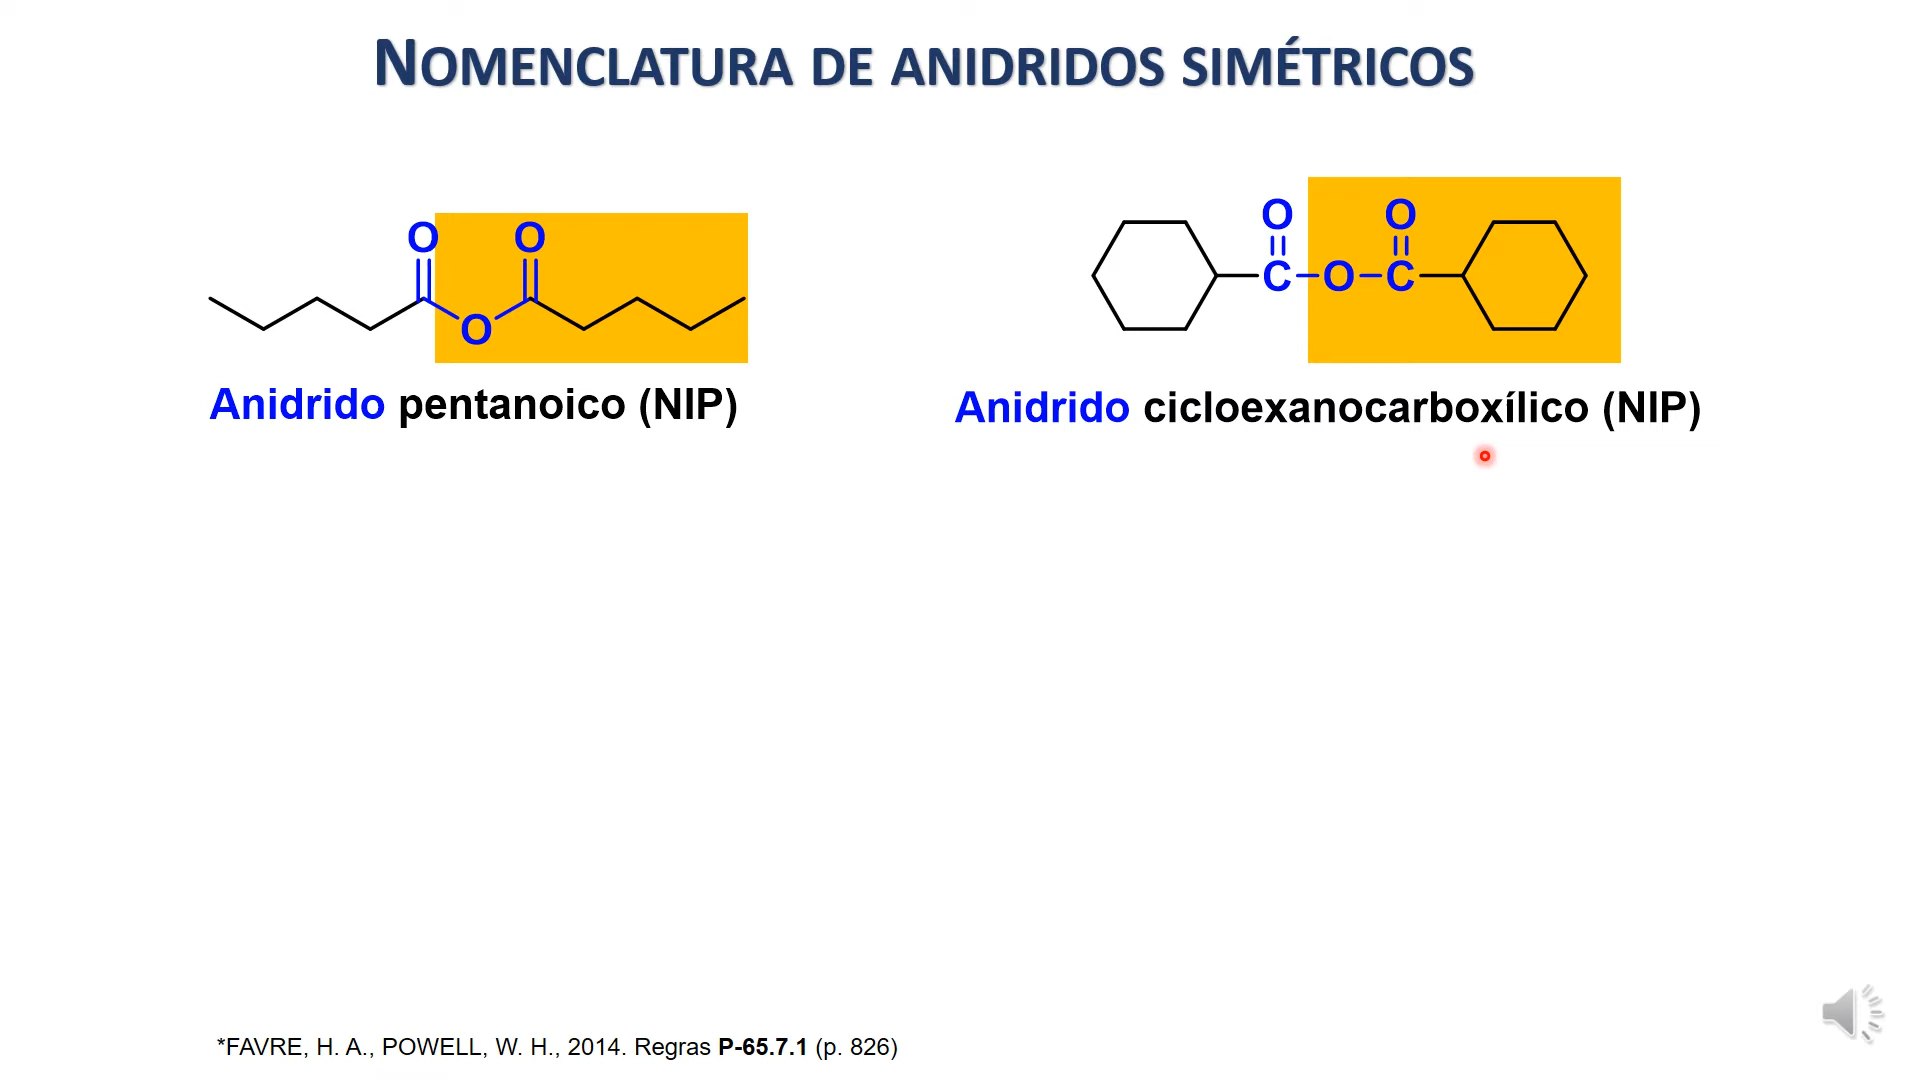 NOMENCLATURA DE ANIDRIDOS SIMÉTRICOS
O O
O
Anidrido pentanoico (NIP)
O O
C O C
Anidrido cicloexanocarboxílico (NIP)
*FAVRE, H. A., POWELL, W. H., 2014. Regras P-65.7.1 (p. 826)